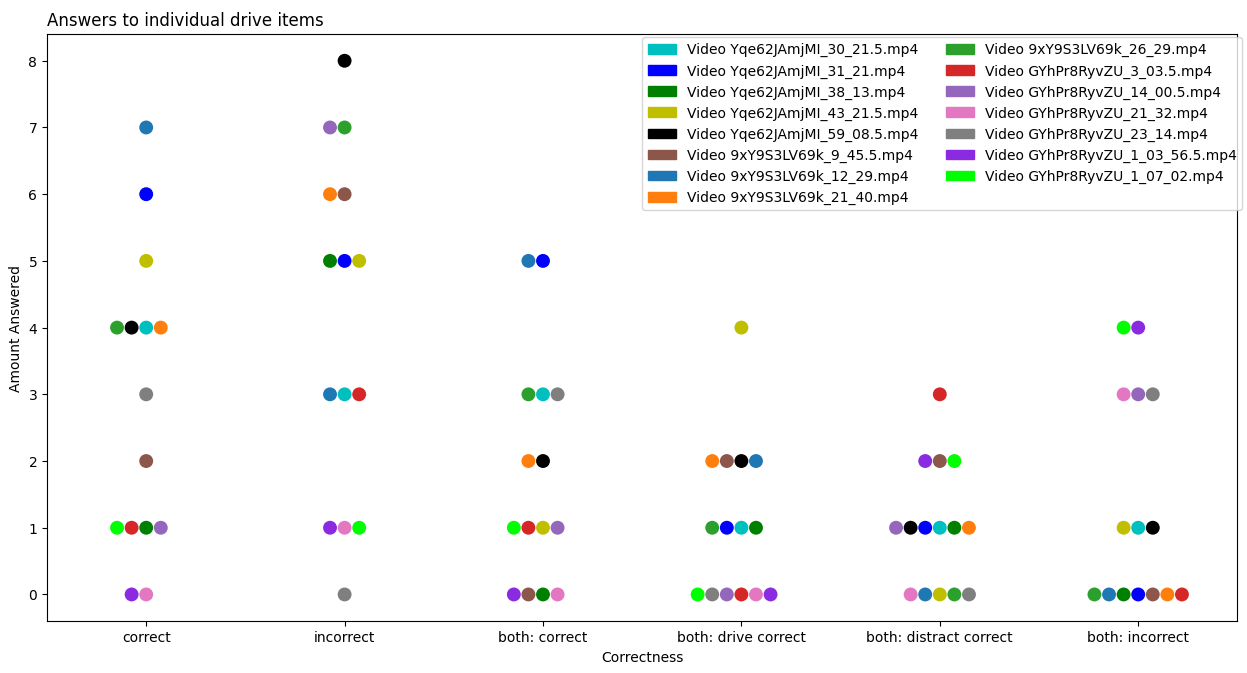 Answers to individual drive items
Video Yqe62JAmjMI_30_21.5.mp4
Video Yqe62JAmjMI_31_21.mp4
Video Yqe62JAmjMI_38_13.mp4
Video Yqe62JAmjMI_43_21.5.mp4
Video Yqe62JAmjMI_59_08.5.mp4
Video 9xY9S3LV69k_9_45.5.mp4
Video 9xY9S3LV69k_12_29.mp4
Video 9xY9S3LV69k_21_40.mp4
Video 9xY9S3LV69k_26_29.mp4
Video GYhPr8RyvZU_3_03.5.mp4
Video GYhPr8RyvZU_14_00.5.mp4
Video GYhPr8RyvZU_21_32.mp4
Video GYhPr8RyvZU_23_14.mp4
Video GYhPr8RyvZU_1_03_56.5.mp4
Video GYhPr8RyvZU_1_07_02.mp4
Amount Answered
8
7
6
5
4
3
2
1
0
correct incorrect both: correct both: drive correct both: distract correct both: incorrect
Correctness